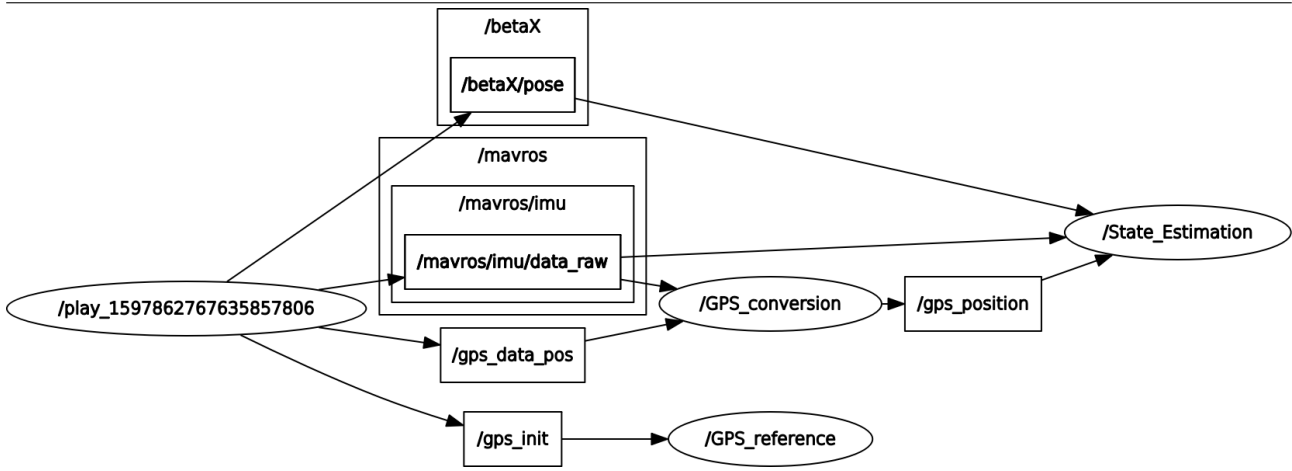 /betaX
/betaX/pose
/mavros
/mavros/imu
/State_Estimation
/mavros/imu/data_raw
/play_1597862767635857806
/GPS_conversion
/gps_position
/gps_data_pos
/gps_init
/GPS_reference